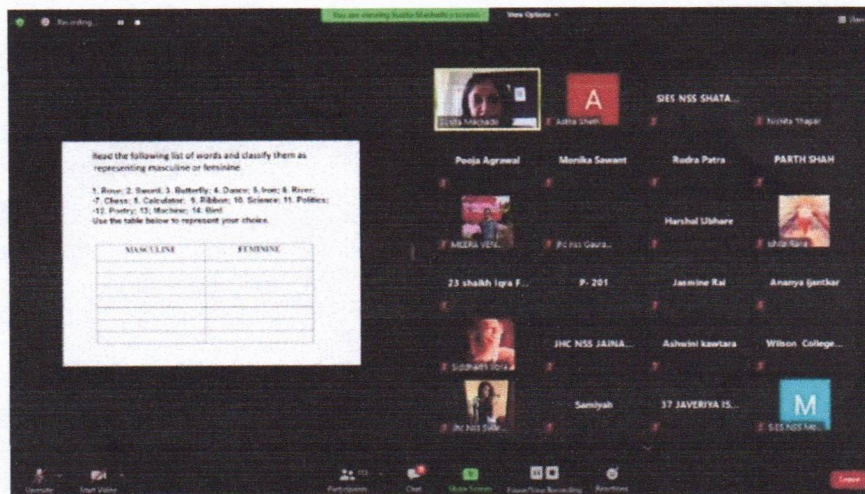 Recording...
You are viewing Sunita Machado's screen
View Options
Read the following list of words and classify them as
representing masculine or feminine.
1. Rose; 2. Sword; 3. Butterfly; 4. Dance; 5. Iron; 6. River;
-7. Chess; 8. Calculator; 9. Ribbon; 10. Science; 11. Politics;
-12. Poetry; 13; Machine; 14. Bird
Use the table below to represent your choice.
MASCULINE FEMININE
A
SIES NSS SHATA...
Machado
Pooja Agrawal Monika Sawant Rudra Patra PARTH SHAH
MEERA VEN... jhc nss Gaura... Harshal Ubhare
23 shaikh Iqra F... P- 201 Jasmine Rai Ananya Ijantkar
JHC NSS JAINA... Ashwini kawtara Wilson College...
Samiyah 37 JAVERIYA IS... M
SIES NSS
Unmute Start Video Participants Chat Share Screen Pause/Stop Recording Reactions Leave